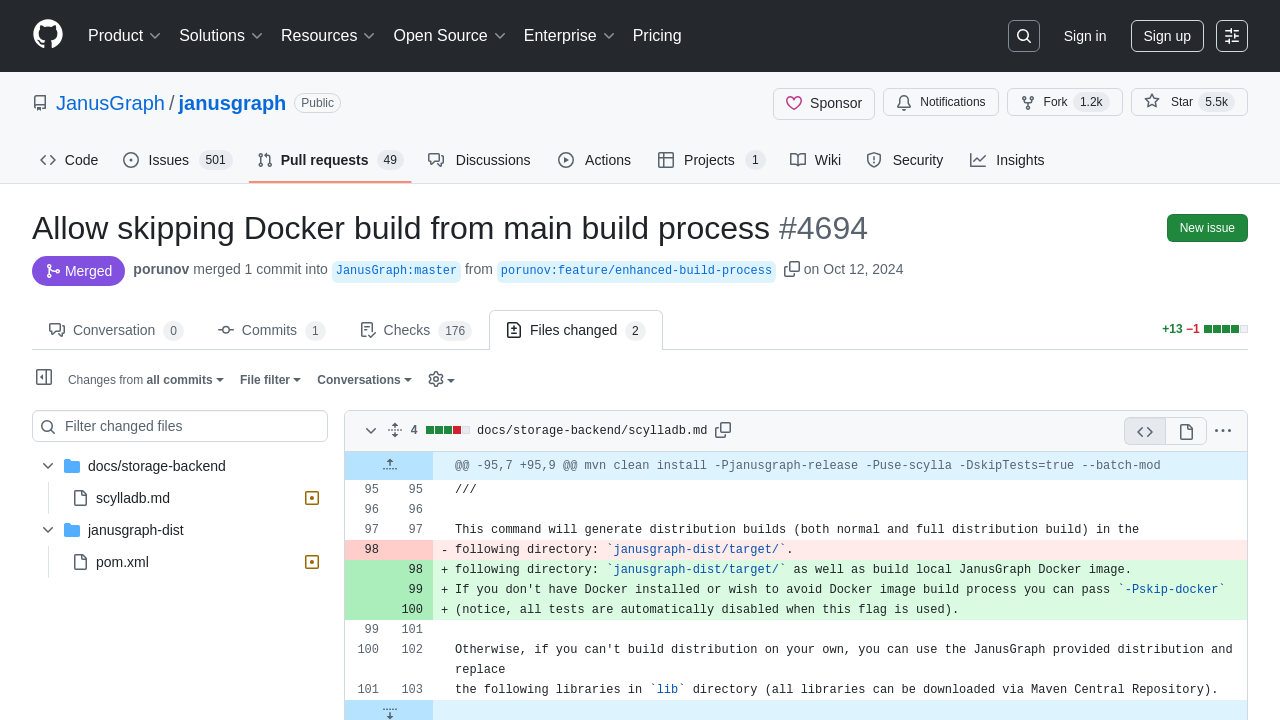 Product Solutions Resources Open Source Enterprise Pricing Sign in Sign up
JanusGraph / janusgraph Public Sponsor Notifications Fork 1.2k Star 5.5k
Code Issues 501 Pull requests 49 Discussions Actions Projects 1 Wiki Security Insights
Allow skipping Docker build from main build process #4694 New issue
Merged porunov merged 1 commit into JanusGraph:master from porunov:feature/enhanced-build-process on Oct 12, 2024
Conversation 0 Commits 1 Checks 176 Files changed 2 +13 −1
Changes from all commits File filter Conversations
Filter changed files
docs/storage-backend
scylladb.md
janusgraph-dist
pom.xml
4 docs/storage-backend/scylladb.md
@@ -95,7 +95,9 @@ mvn clean install -Pjanusgraph-release -Puse-scylla -DskipTests=true --batch-mod
95 95 ///
96 96
97 97 This command will generate distribution builds (both normal and full distribution build) in the
98 - following directory: `janusgraph-dist/target/`.
98 + following directory: `janusgraph-dist/target/` as well as build local JanusGraph Docker image.
99 + If you don't have Docker installed or wish to avoid Docker image build process you can pass `-Pskip-docker`
100 + (notice, all tests are automatically disabled when this flag is used).
99 101
100 102 Otherwise, if you can't build distribution on your own, you can use the JanusGraph provided distribution and
replace
101 103 the following libraries in `lib` directory (all libraries can be downloaded via Maven Central Repository).